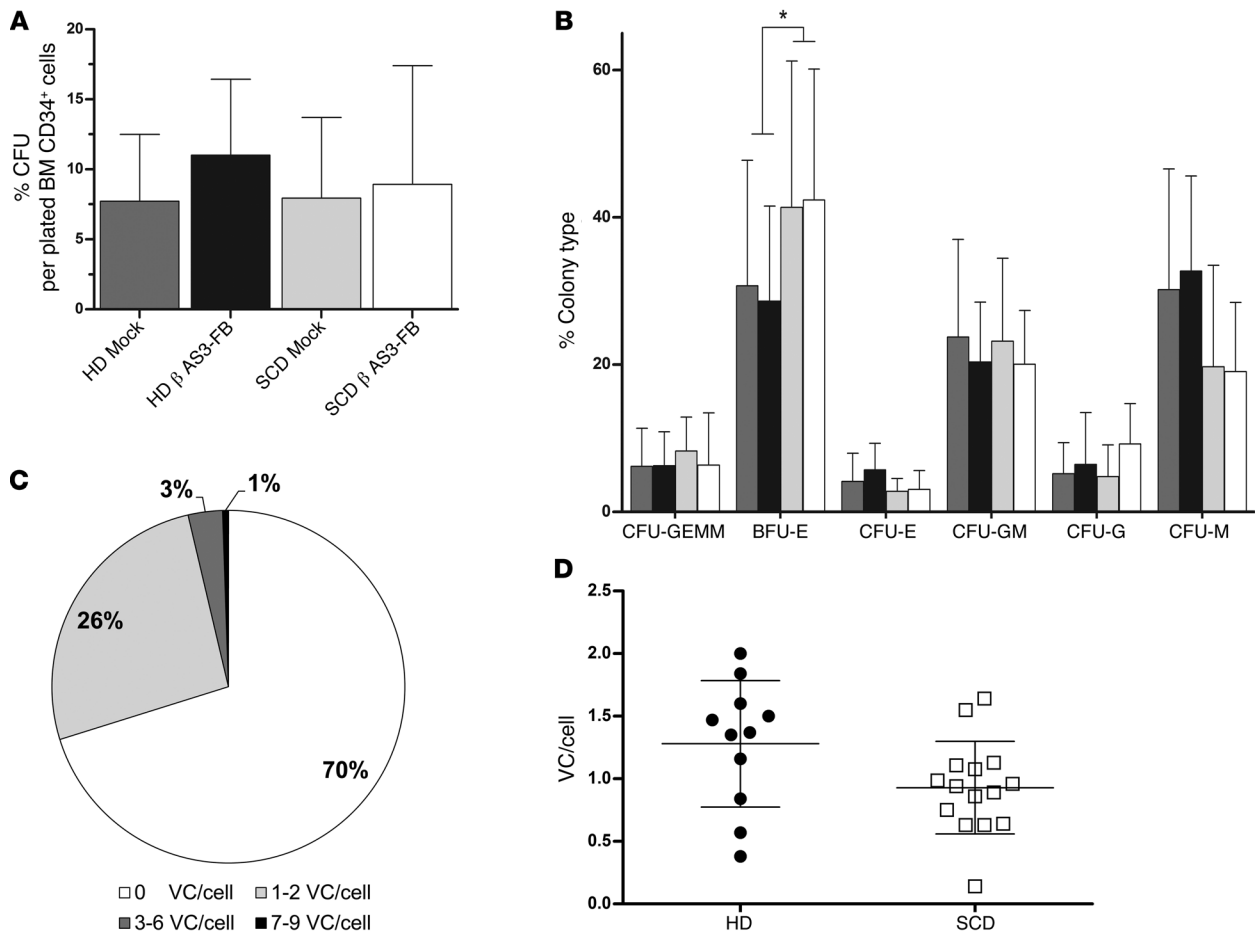 A
% CFU
per plated BM CD34+ cells
20
15
10
5
0
HD Mock
HD β AS3-FB
SCD Mock
SCD β AS3-FB
B
*
% Colony type
60
40
20
0
CFU-GEMM
BFU-E
CFU-E
CFU-GM
CFU-G
CFU-M
C
3%
1%
26%
70%
0 VC/cell
1-2 VC/cell
3-6 VC/cell
7-9 VC/cell
D
VC/cell
2.5
2.0
1.5
1.0
0.5
0.0
HD
SCD